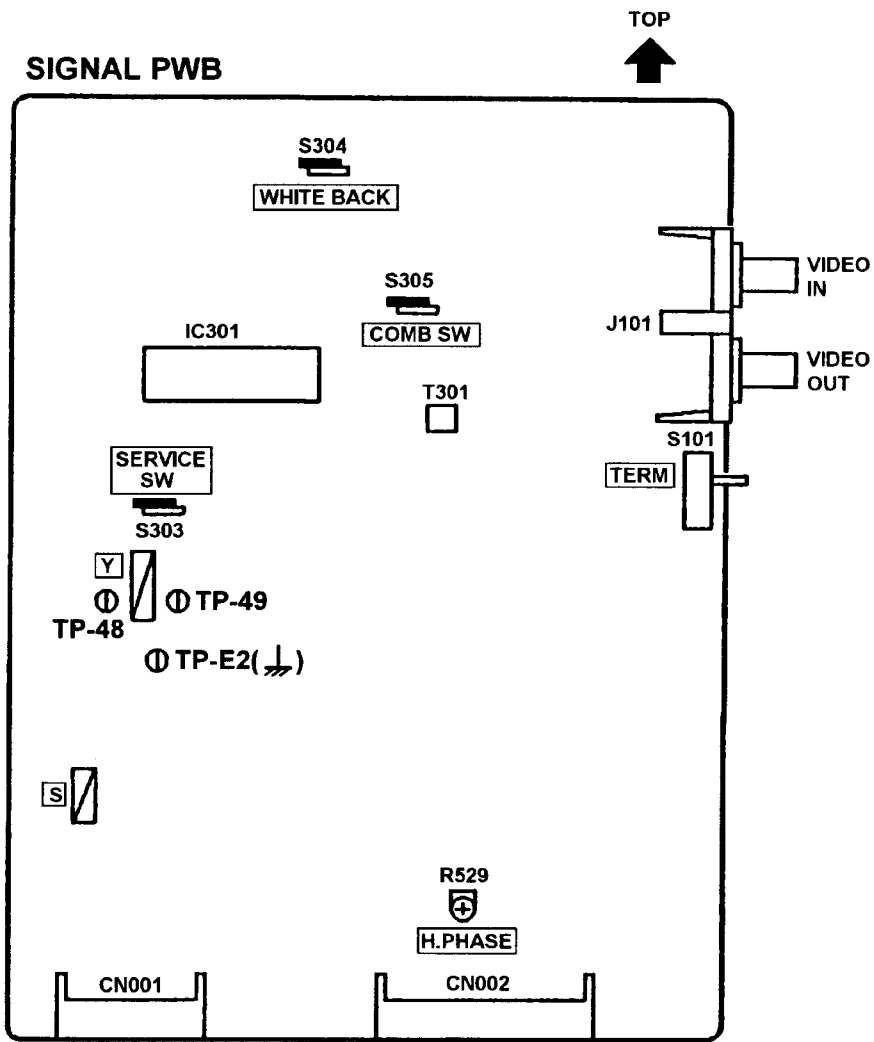 TOP
SIGNAL PWB
S304
WHITE BACK
S305
COMB SW
VIDEO
IN
J101
IC301
VIDEO
OUT
T301
S101
SERVICE
SW
TERM
S303
Y
TP-49
TP-48
TP-E2( )
S
R529
H.PHASE
CN001
CN002